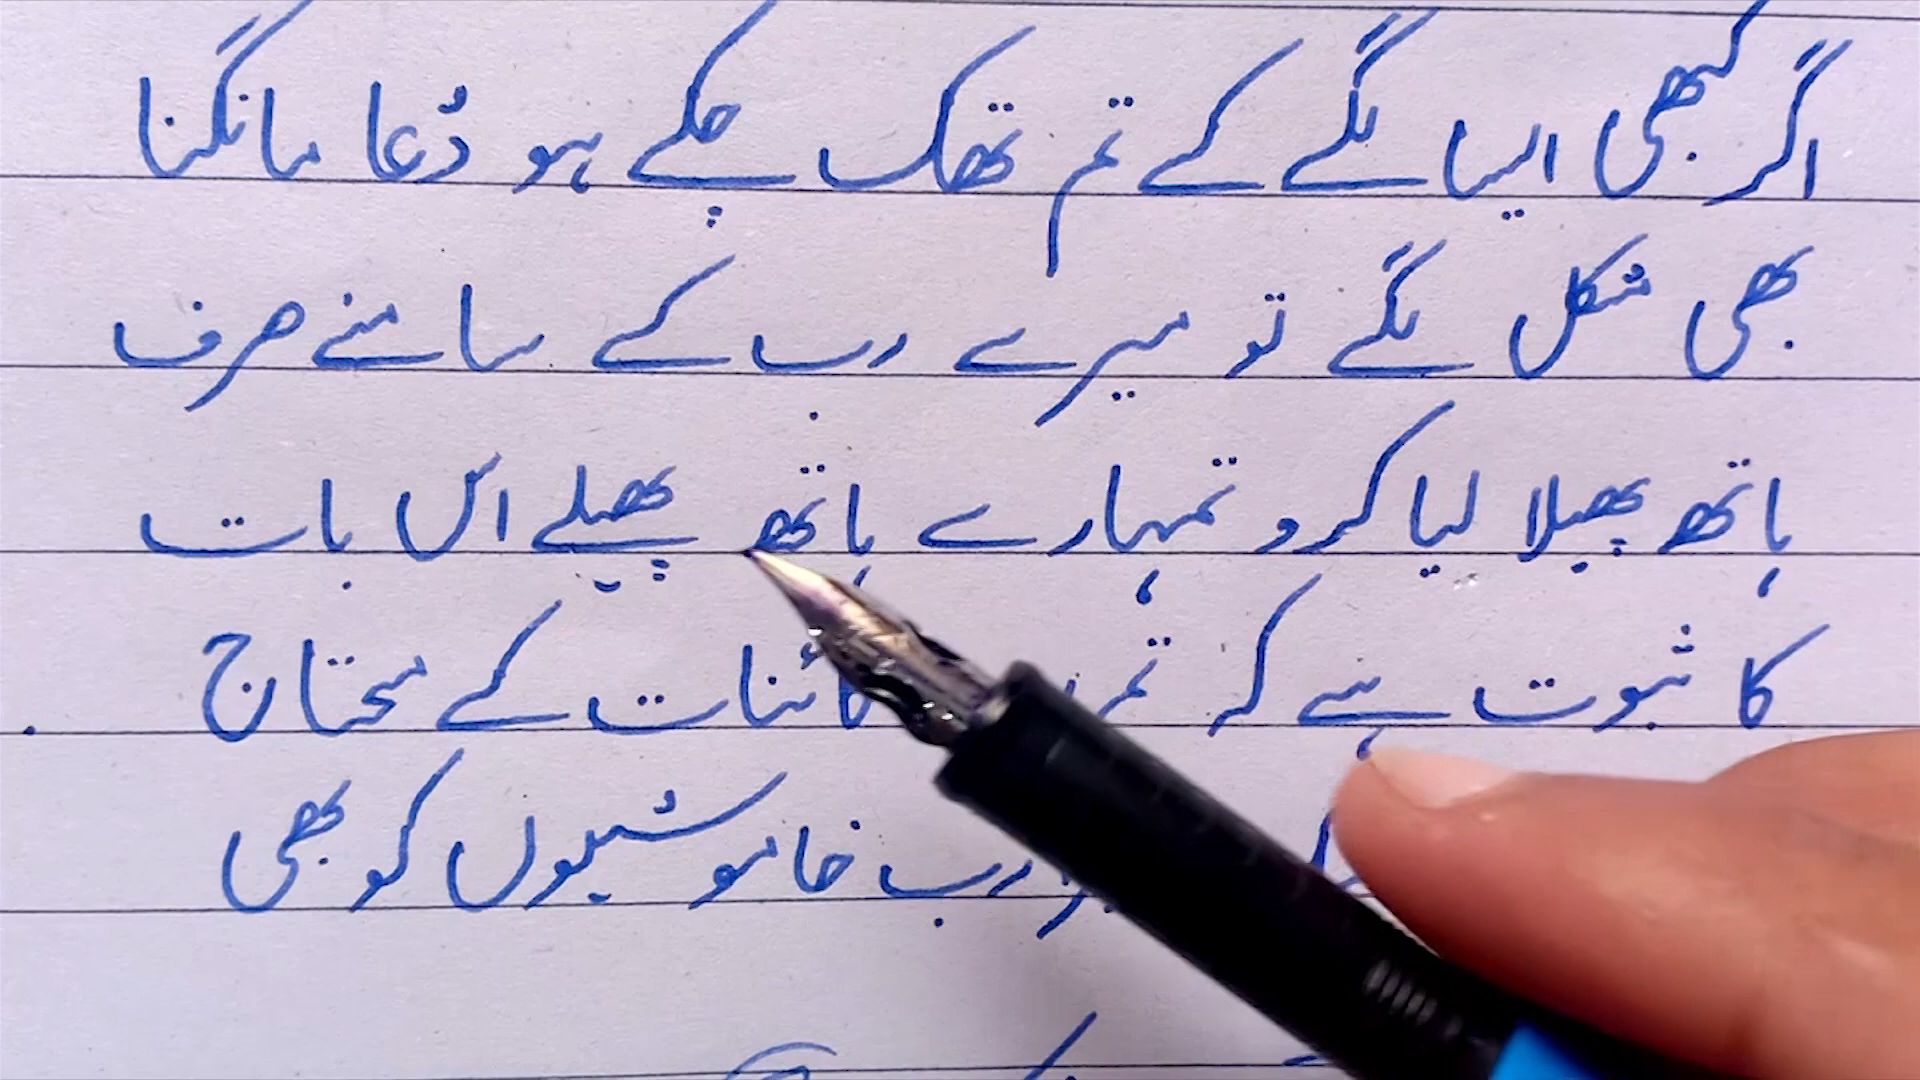 اگر کبھی ایسا لگے کے تم تھک چکے ہو دُعا مانگنا
بھی مشکل لگے تو میرے رب کے سامنے صرف
ہاتھ پھیلا لیا کرو تمہارے ہاتھ پھیلے اس بات
کا ثبوت ہے کہ تم کائنات کے محتاج
رب خاموشیوں کو بھی